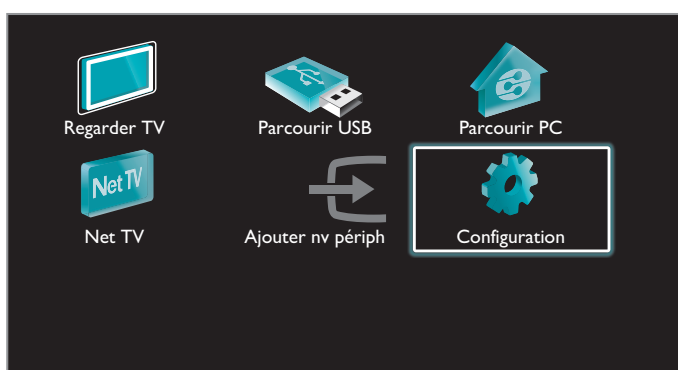 Regarder TV
Parcourir USB
Parcourir PC
Net TV
Net TV
Ajouter nv périph
Configuration